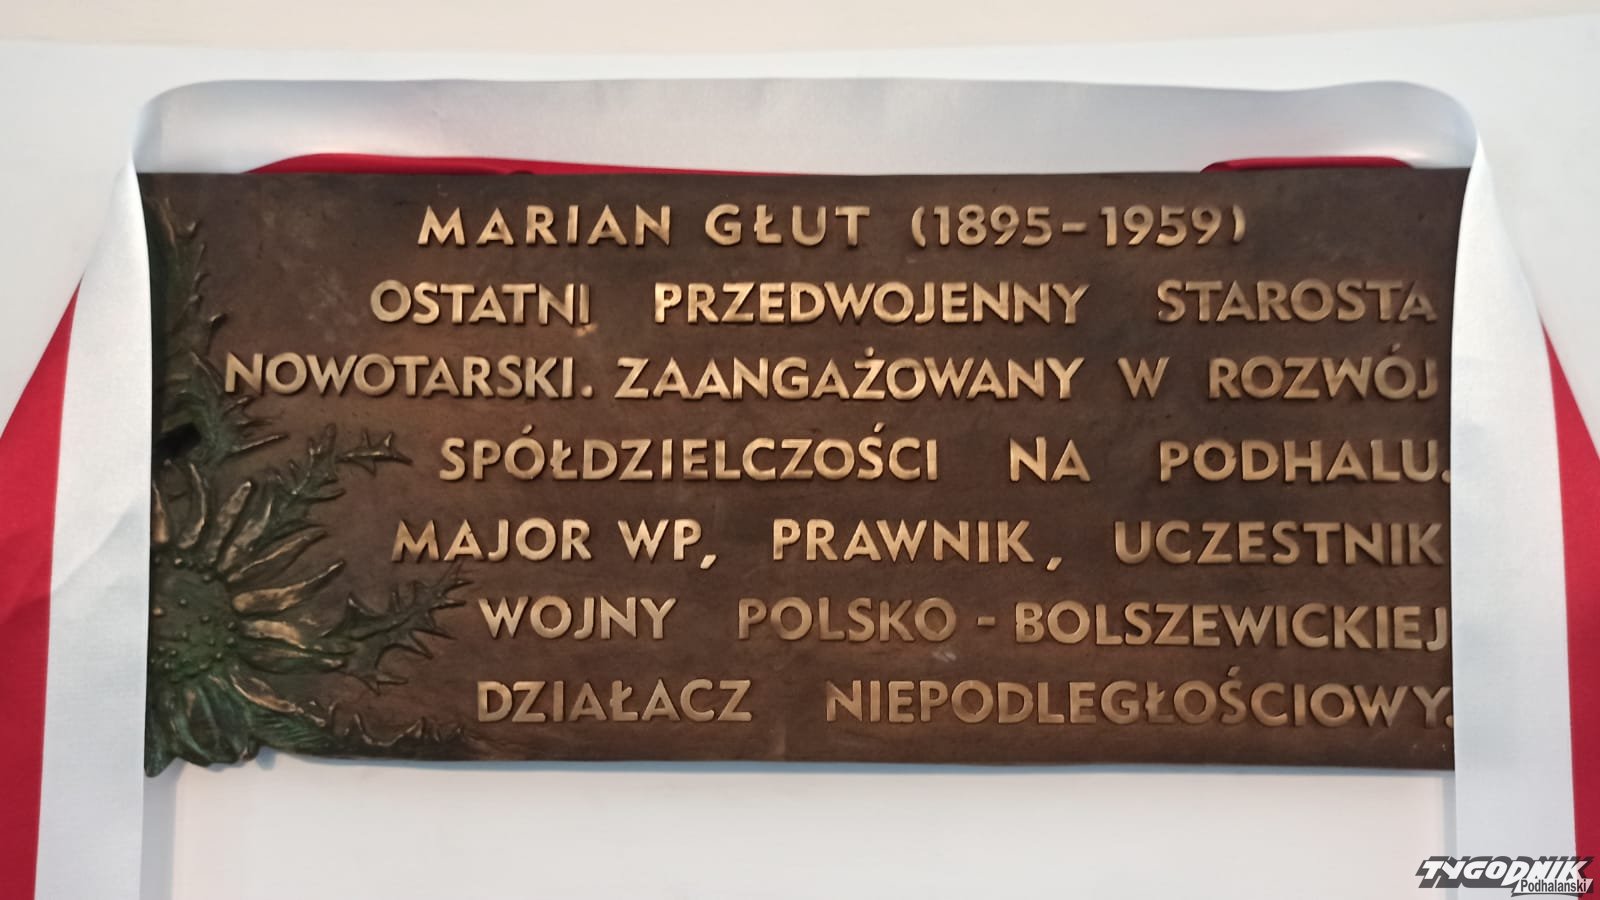 MARIAN GŁUT (1895-1959)
OSTATNI PRZEDWOJENNY STAROSTA
NOWOTARSKI. ZAANGAŻOWANY W ROZWÓJ
SPÓŁDZIELCZOŚCI NA PODHALU.
MAJOR WP, PRAWNIK, UCZESTNIK
WOJNY POLSKO - BOLSZEWICKIEJ
DZIAŁACZ NIEPODLEGŁOŚCIOWY.
TYGODNIK
Podhalański